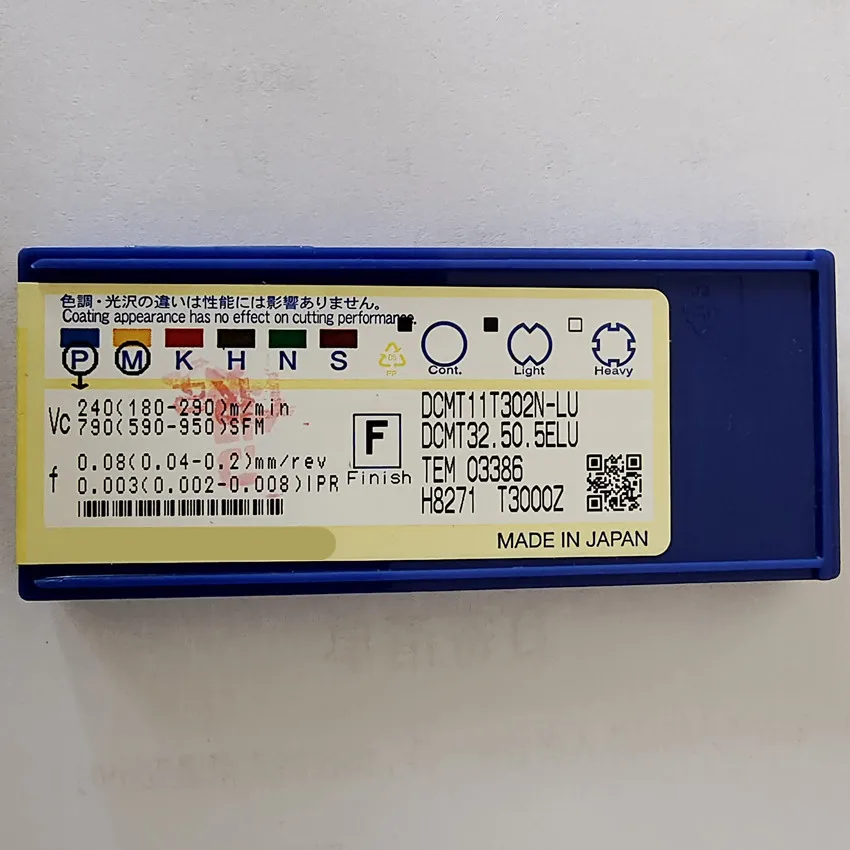 色調・光沢の違いは性能には影響ありません。
Coating appearance has no effect on cutting performance.
P M K H N S
05
PP
Cont. Light Heavy
Vc 240(180-290)m/min
790(590-950)SFM
f 0.08(0.04-0.2)mm/rev
0.003(0.002-0.008)IPR
F
Finish
DCMT11T302N-LU
DCMT32.50.5ELU
TEM 03386
H8271 T3000Z
MADE IN JAPAN